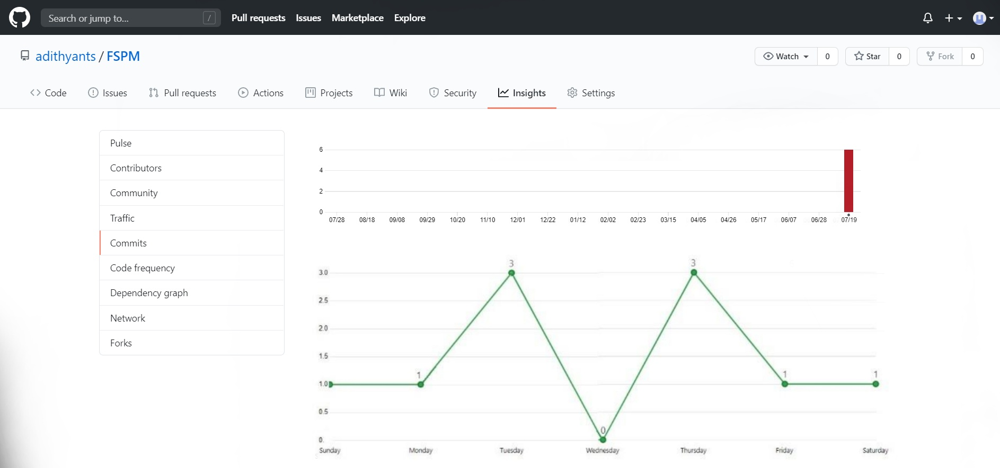 Search or jump to... / Pull requests Issues Marketplace Explore
adithyants / FSPM Watch 0 Star 0 Fork 0
Code Issues Pull requests Actions Projects Wiki Security Insights Settings
Pulse
Contributors
Community
Traffic
Commits
Code frequency
Dependency graph
Network
Forks
6
4
2
0
07/28 08/18 09/08 09/29 10/20 11/10 12/01 12/22 01/12 02/02 02/23 03/15 04/05 04/26 05/17 06/07 06/28 07/19
3 3
3.0
2.5
2.0
1.5
1 1 1
1.0
0.5
0
0.
Sunday Monday Tuesday Wednesday Thursday Friday Saturday